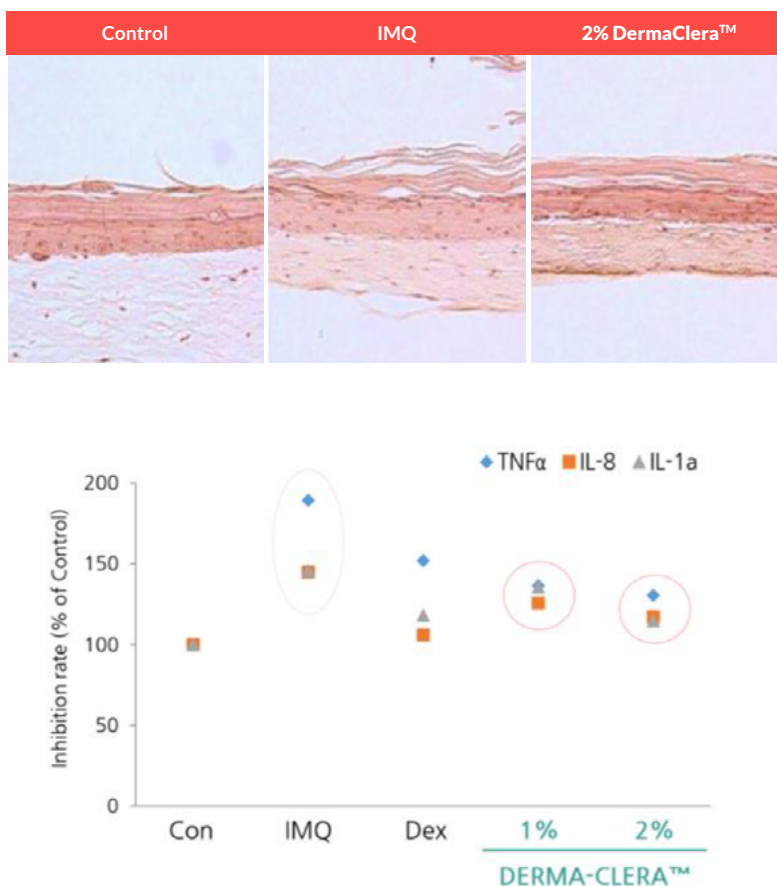 Control IMQ 2% DermaClera™
TNFα IL-8 IL-1a
Inhibition rate (% of Control)
200
150
100
50
0
Con IMQ Dex 1% 2%
DERMA-CLERA™